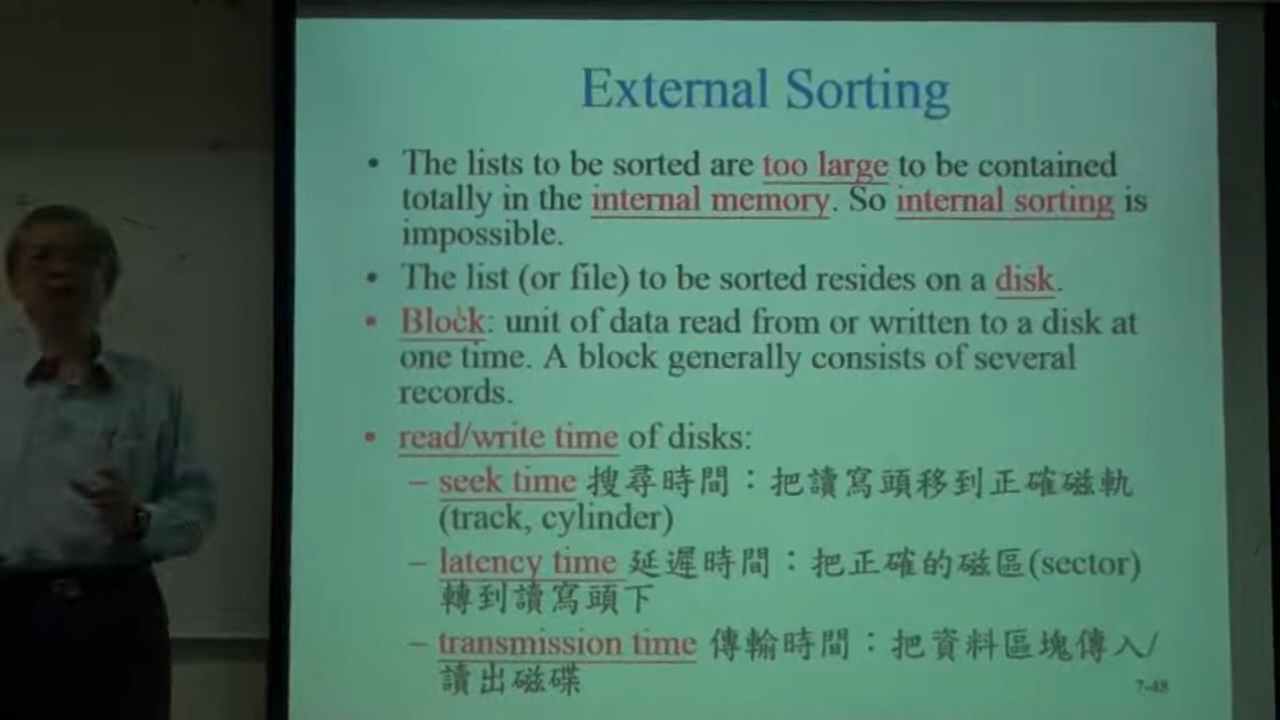 External Sorting
• The lists to be sorted are too large to be contained
totally in the internal memory. So internal sorting is
impossible.
• The list (or file) to be sorted resides on a disk.
• Block: unit of data read from or written to a disk at
one time. A block generally consists of several
records.
• read/write time of disks:
– seek time 搜尋時間：把讀寫頭移到正確磁軌
(track, cylinder)
– latency time 延遲時間：把正確的磁區(sector)
轉到讀寫頭下
– transmission time 傳輸時間：把資料區塊傳入/
讀出磁碟
7-48